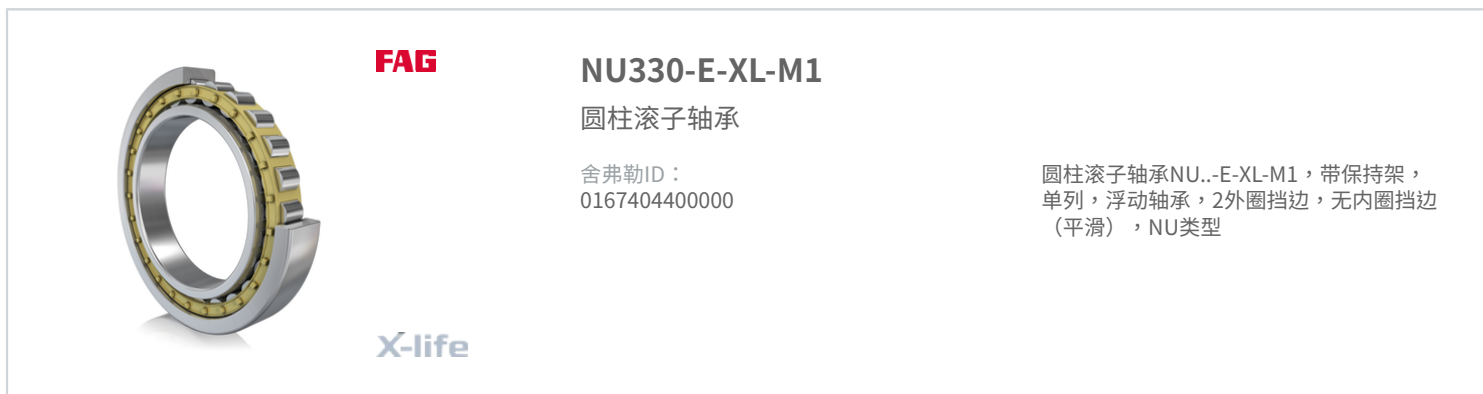 FAG
NU330-E-XL-M1
圆柱滚子轴承
舍弗勒ID：
0167404400000
圆柱滚子轴承NU..-E-XL-M1，带保持架，
单列，浮动轴承，2外圈挡边，无内圈挡边
（平滑），NU类型
X-life